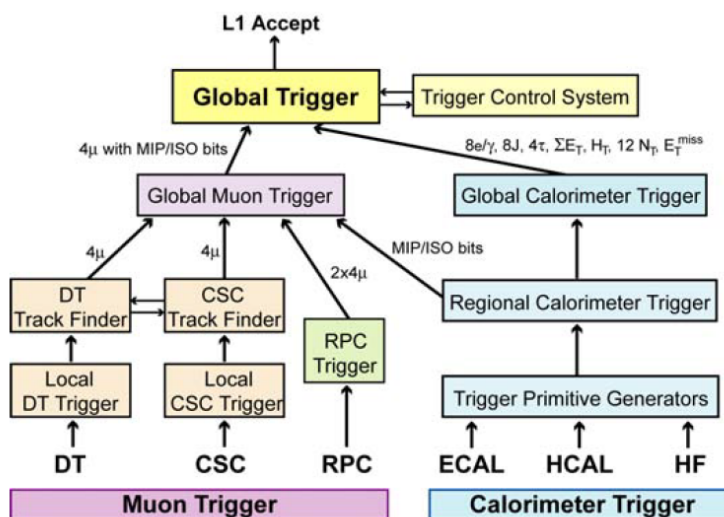 L1 Accept
Global Trigger
Trigger Control System
4μ with MIP/ISO bits
8e/γ, 8J, 4τ, ΣE_T, H_T, 12 N_T, E_T^miss
Global Muon Trigger
Global Calorimeter Trigger
4μ
4μ
2x4μ
MIP/ISO bits
DT
Track Finder
CSC
Track Finder
Regional Calorimeter Trigger
RPC
Trigger
Local
DT Trigger
Local
CSC Trigger
Trigger Primitive Generators
DT
CSC
RPC
ECAL
HCAL
HF
Muon Trigger
Calorimeter Trigger